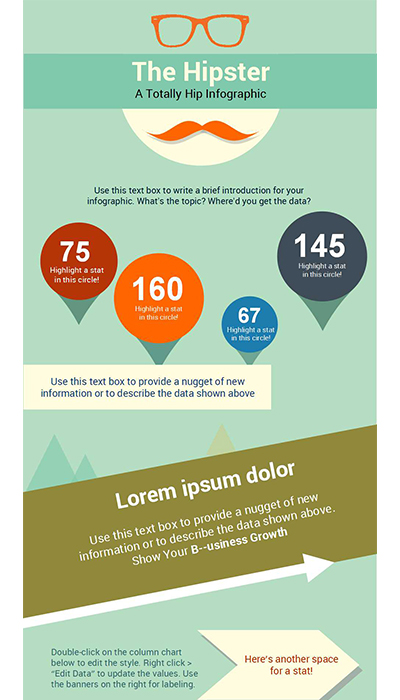 The Hipster
A Totally Hip Infographic
Use this text box to write a brief introduction for your
infographic. What's the topic? Where'd you get the data?
75
Highlight a stat
in this circle!
160
Highlight a stat
in this circle!
67
Highlight a stat
in this circle!
145
Highlight a stat
in this circle!
Use this text box to provide a nugget of new
information or to describe the data shown above
Lorem ipsum dolor
Use this text box to provide a nugget of new
information or to describe the data shown above.
Show Your B--usiness Growth
Double-click on the column chart
below to edit the style. Right click >
"Edit Data" to update the values. Use
the banners on the right for labeling.
Here's another space
for a stat!